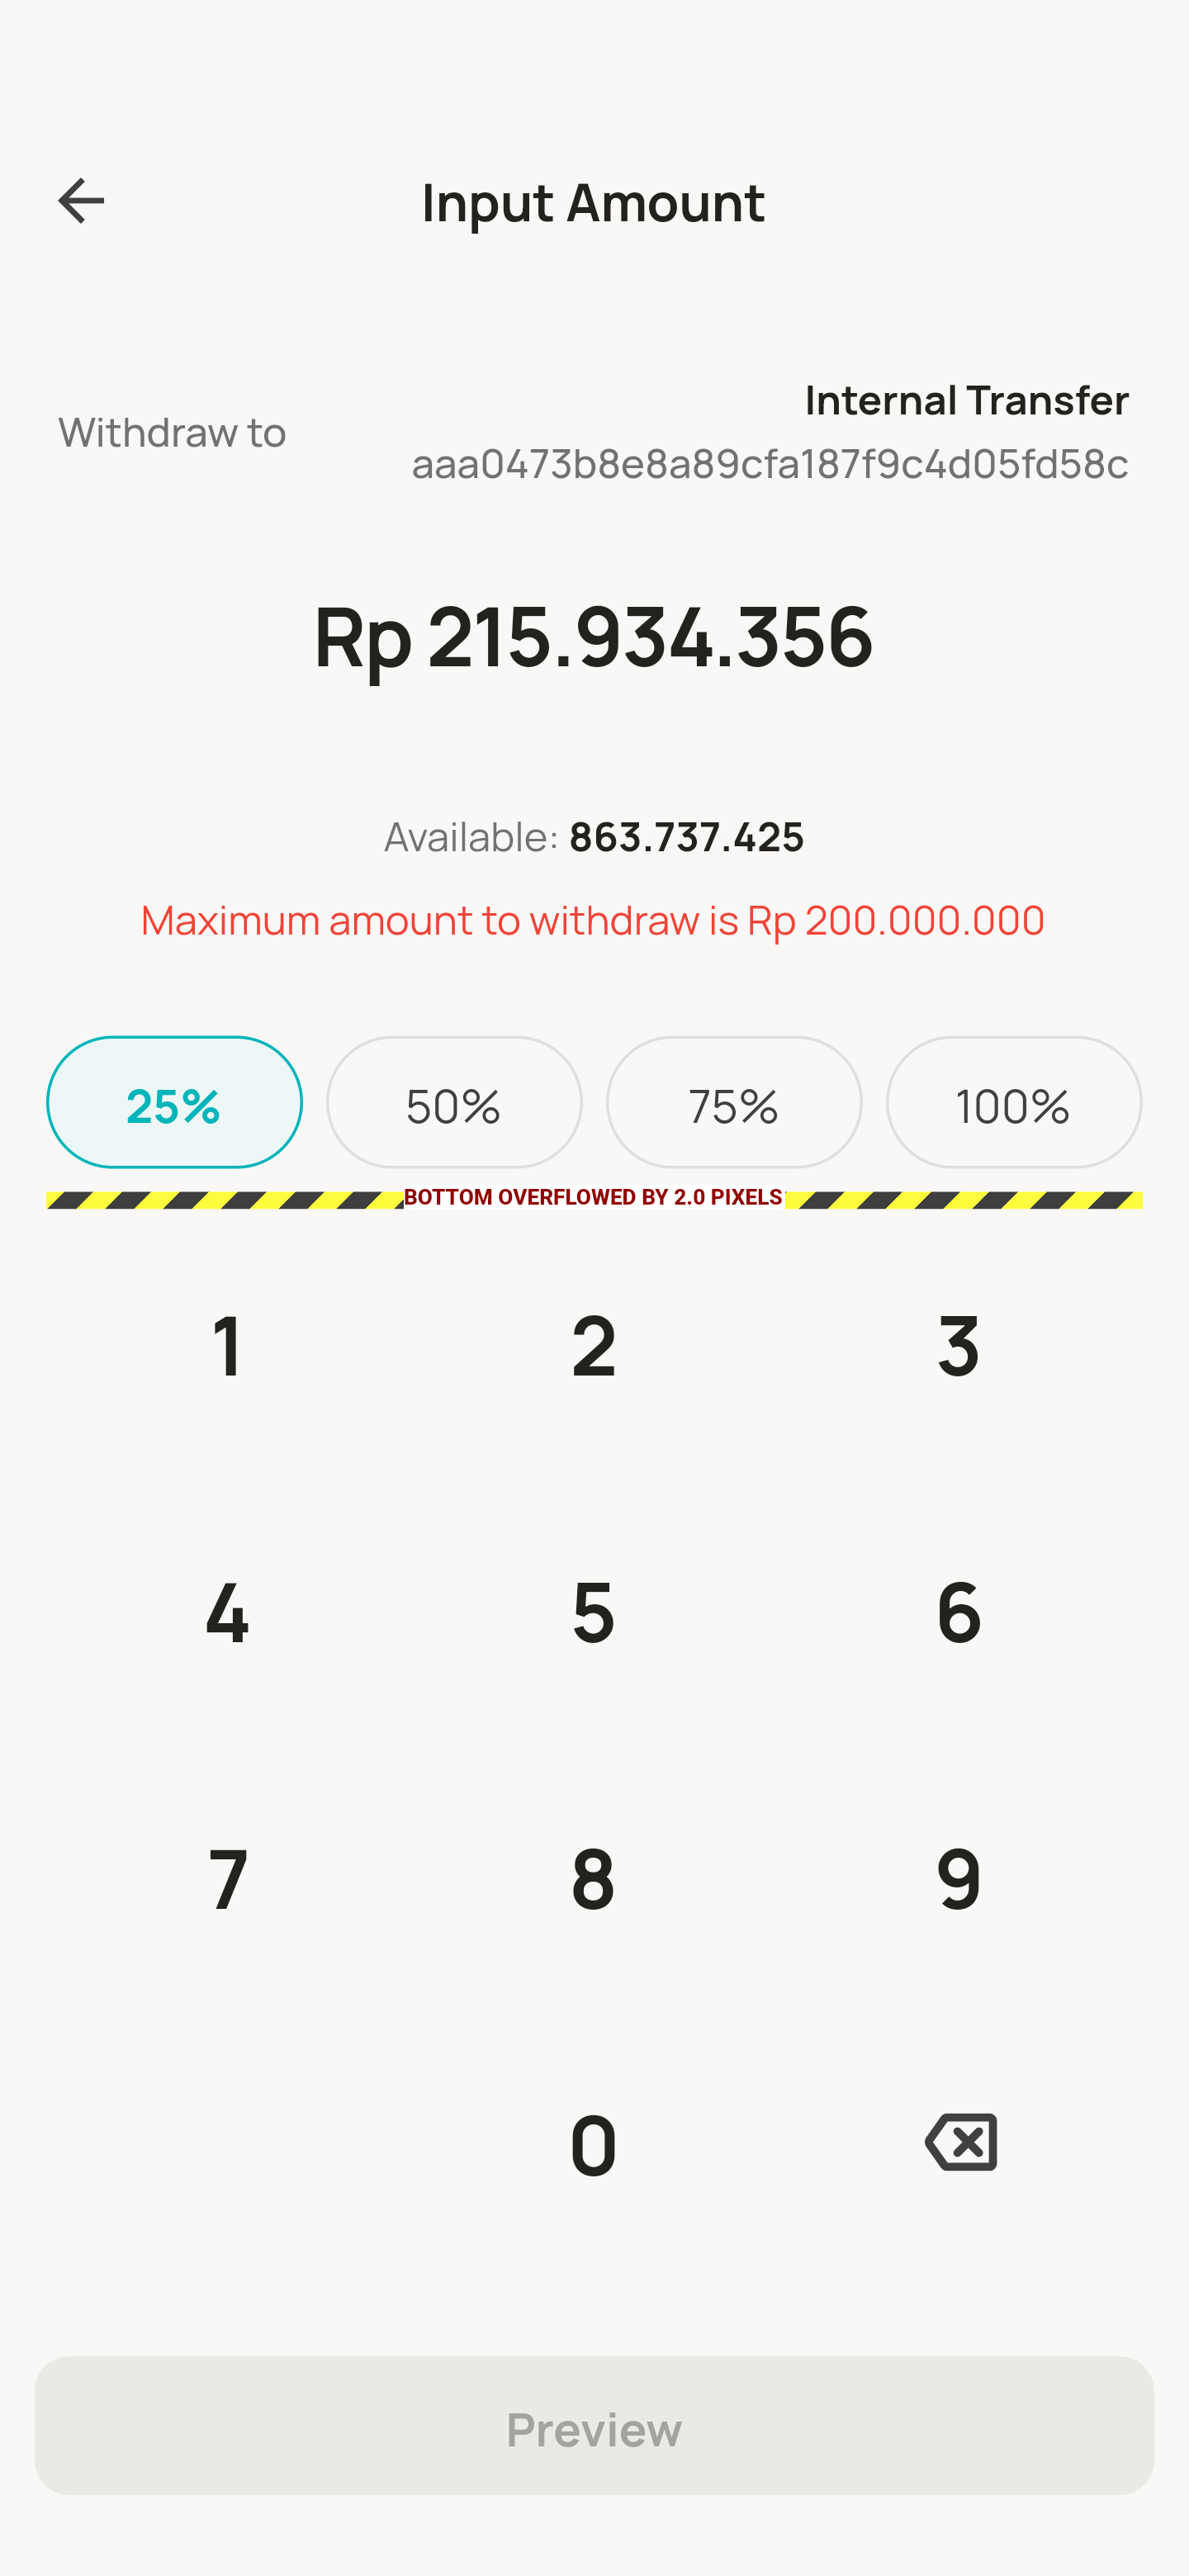 Input Amount
Withdraw to
Internal Transfer
aaa0473b8e8a89cfa187f9c4d05fd58c
Rp 215.934.356
Available: 863.737.425
Maximum amount to withdraw is Rp 200.000.000
25% 50% 75% 100%
BOTTOM OVERFLOWED BY 2.0 PIXELS
1 2 3
4 5 6
7 8 9
0
Preview